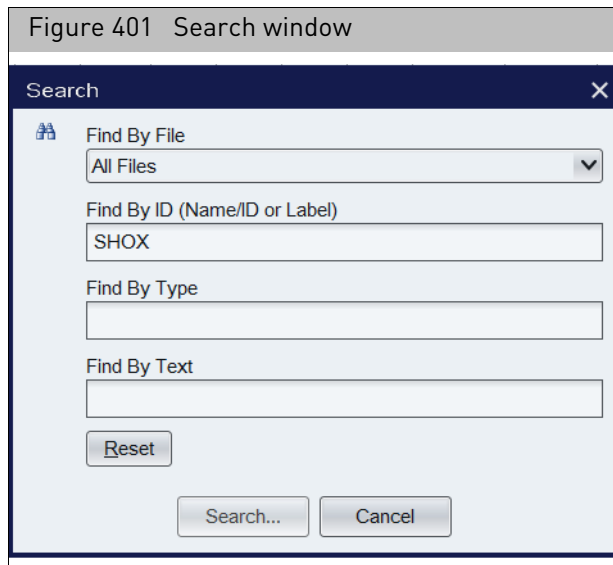 Figure 401 Search window
Search
Find By File
All Files
Find By ID (Name/ID or Label)
SHOX
Find By Type
Find By Text
Reset
Search... Cancel